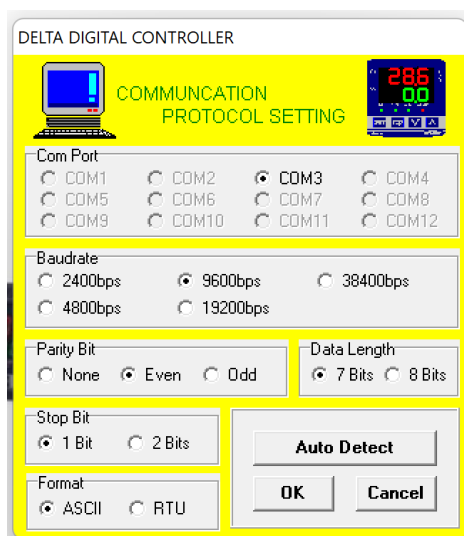 DELTA DIGITAL CONTROLLER
COMMUNCATION
PROTOCOL SETTING
28.6
0.0
Com Port
COM1 COM2 COM3 COM4
COM5 COM6 COM7 COM8
COM9 COM10 COM11 COM12
Baudrate
2400bps 9600bps 38400bps
4800bps 19200bps
Parity Bit
None Even Odd
Data Length
7 Bits 8 Bits
Stop Bit
1 Bit 2 Bits
Auto Detect
Format
ASCII RTU
OK Cancel